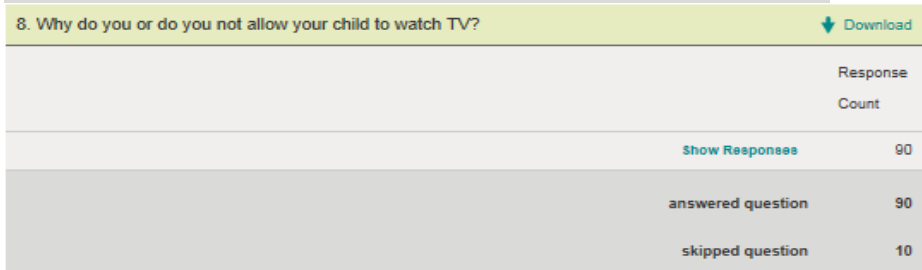 8. Why do you or do you not allow your child to watch TV?
Download
Response
Count
Show Responses 90
answered question 90
skipped question 10